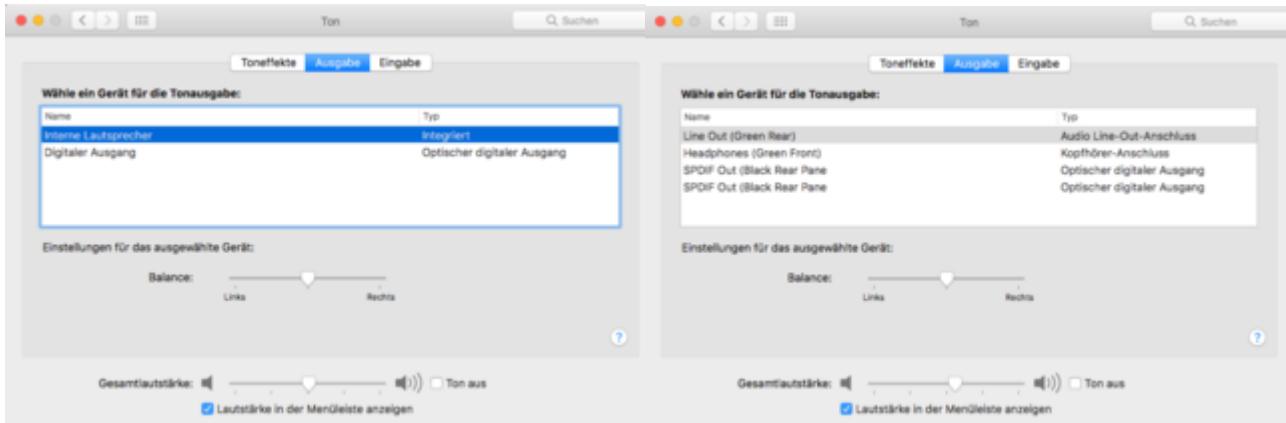 Ton
Suchen
Toneffekte Ausgabe Eingabe
Wähle ein Gerät für die Tonausgabe:
Name Typ
Interne Lautsprecher Integriert
Digitaler Ausgang Optischer digitaler Ausgang
Einstellungen für das ausgewählte Gerät:
Balance:
Links Rechts
?
Gesamtlautstärke: Ton aus
Lautstärke in der Menüleiste anzeigen
Ton
Suchen
Toneffekte Ausgabe Eingabe
Wähle ein Gerät für die Tonausgabe:
Name Typ
Line Out (Green Rear) Audio Line-Out-Anschluss
Headphones (Green Front) Kopfhörer-Anschluss
SPDIF Out (Black Rear Pane Optischer digitaler Ausgang
SPDIF Out (Black Rear Pane Optischer digitaler Ausgang
Einstellungen für das ausgewählte Gerät:
Balance:
Links Rechts
?
Gesamtlautstärke: Ton aus
Lautstärke in der Menüleiste anzeigen